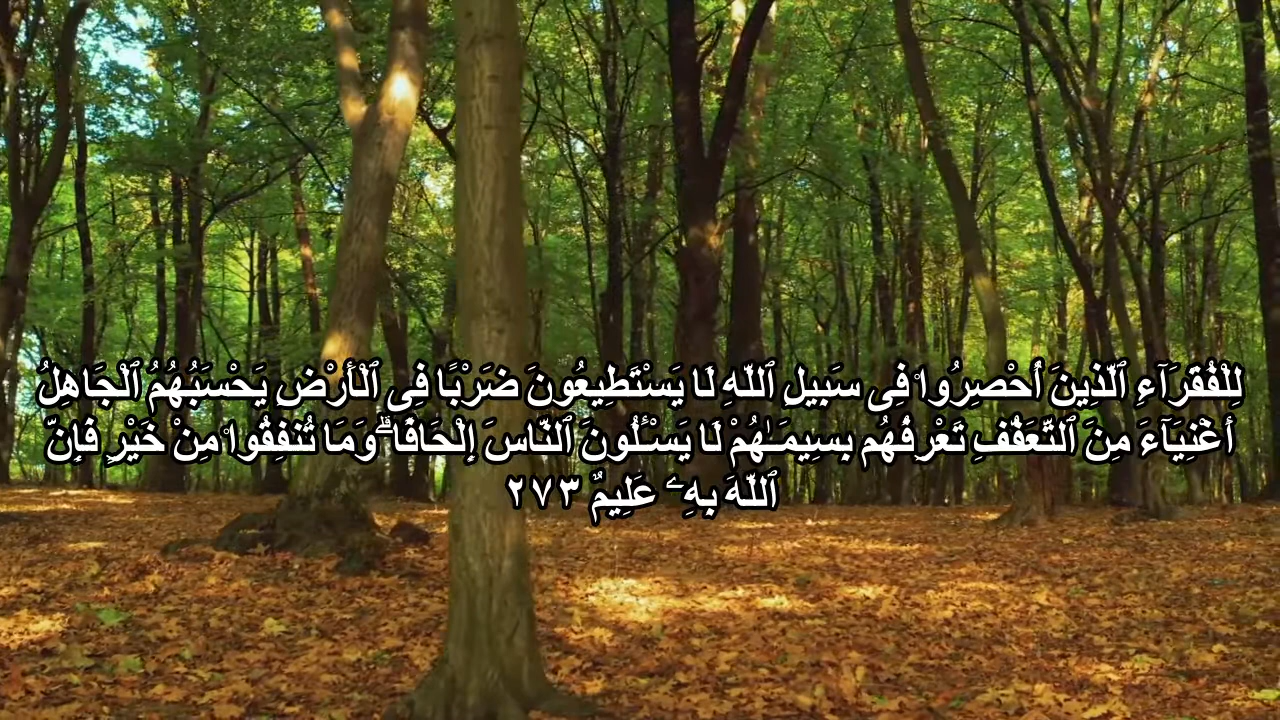 لِلْفُقَرَآءِ ٱلَّذِينَ أُحْصِرُوا۟ فِى سَبِيلِ ٱللَّهِ لَا يَسْتَطِيعُونَ ضَرْبًا فِى ٱلْأَرْضِ يَحْسَبُهُمُ ٱلْجَاهِلُ
أَغْنِيَآءَ مِنَ ٱلتَّعَفُّفِ تَعْرِفُهُم بِسِيمَـٰهُمْ لَا يَسْـَٔلُونَ ٱلنَّاسَ إِلْحَافًا ۗ وَمَا تُنفِقُوا۟ مِنْ خَيْرٍ فَإِنَّ
ٱللَّهَ بِهِۦ عَلِيمٌ ٢٧٣